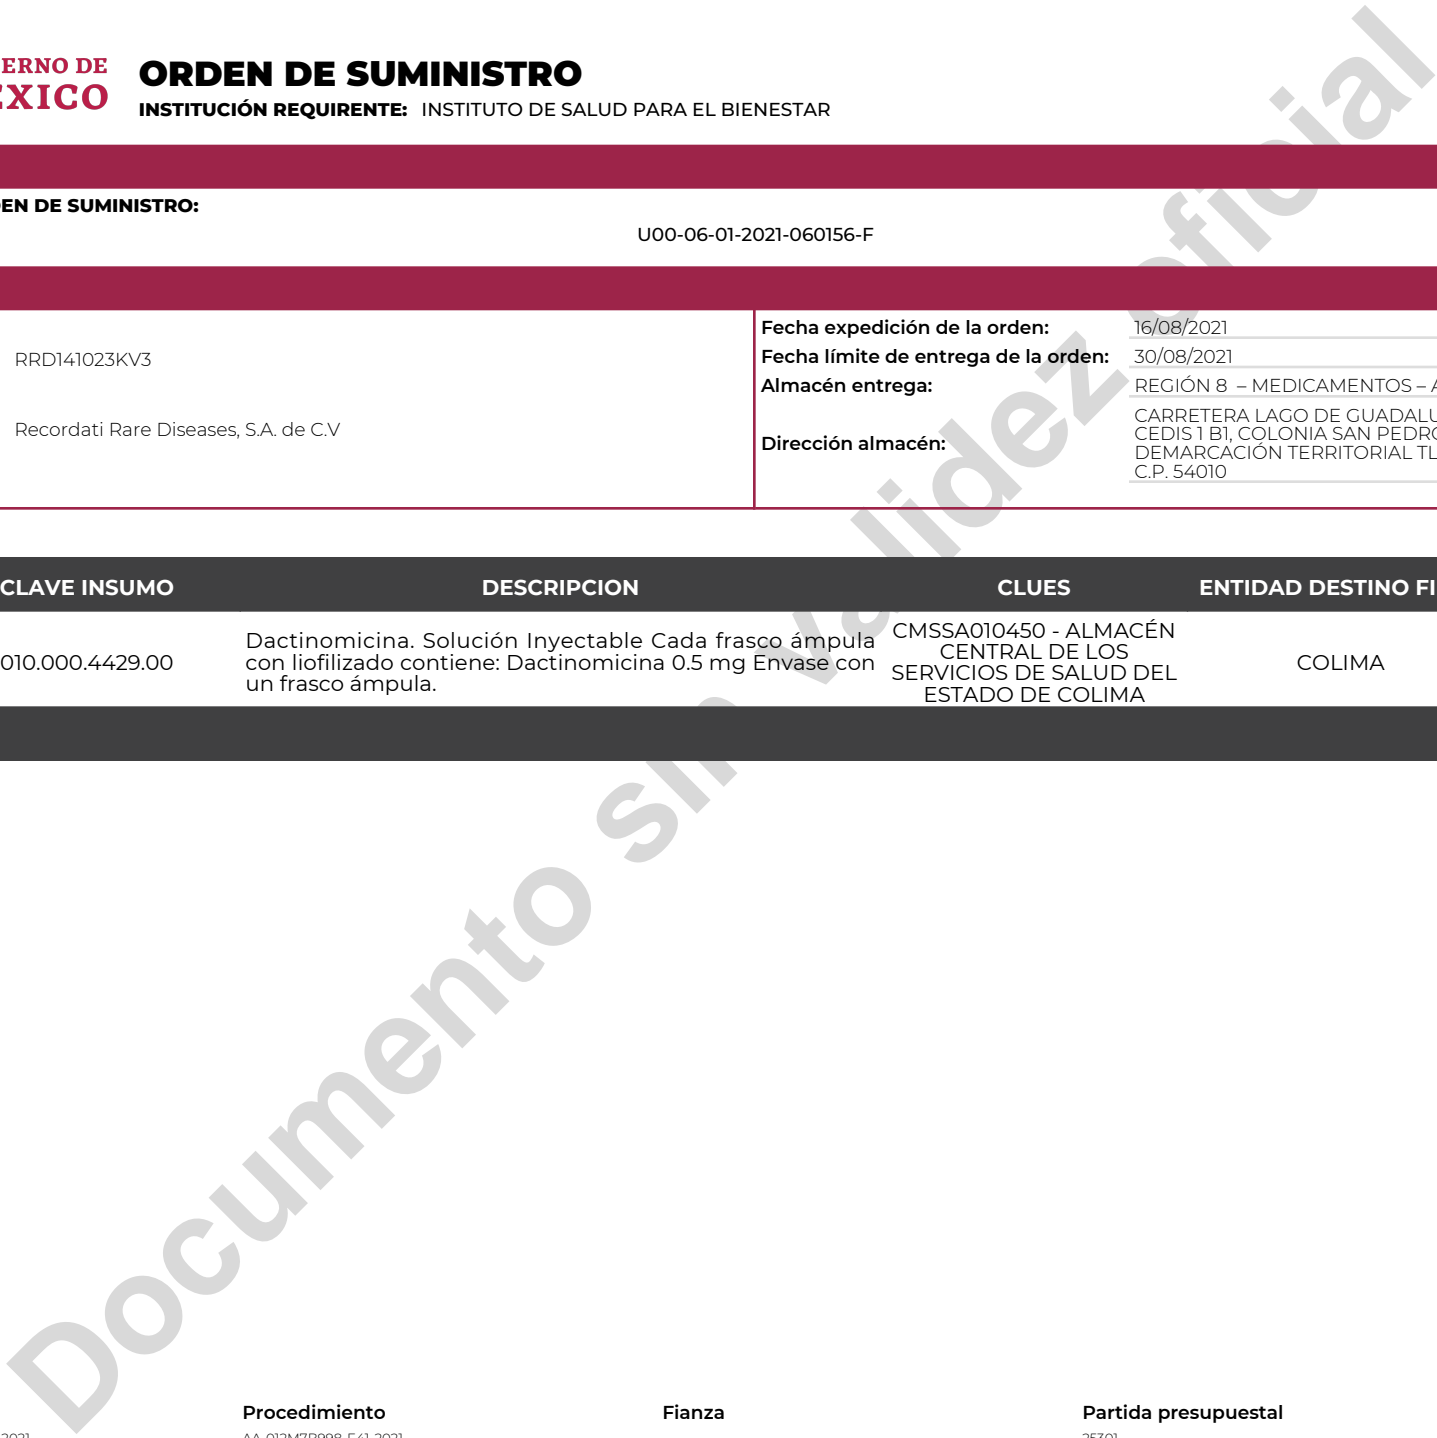 ERNO DE
ÉXICO
ORDEN DE SUMINISTRO
INSTITUCIÓN REQUIRENTE: INSTITUTO DE SALUD PARA EL BIENESTAR
EN DE SUMINISTRO:
U00-06-01-2021-060156-F
RRD141023KV3
Recordati Rare Diseases, S.A. de C.V
Fecha expedición de la orden: 16/08/2021
Fecha límite de entrega de la orden: 30/08/2021
Almacén entrega: REGIÓN 8 – MEDICAMENTOS – A
Dirección almacén:
CARRETERA LAGO DE GUADALU
CEDIS 1 B1, COLONIA SAN PEDRO
DEMARCACIÓN TERRITORIAL TL
C.P. 54010
CLAVE INSUMO DESCRIPCION CLUES ENTIDAD DESTINO FI
010.000.4429.00
Dactinomicina. Solución Inyectable Cada frasco ámpula
con liofilizado contiene: Dactinomicina 0.5 mg Envase con
un frasco ámpula.
CMSSA010450 - ALMACÉN
CENTRAL DE LOS
SERVICIOS DE SALUD DEL
ESTADO DE COLIMA
COLIMA
Documento sin validez oficial
Procedimiento Fianza Partida presupuestal